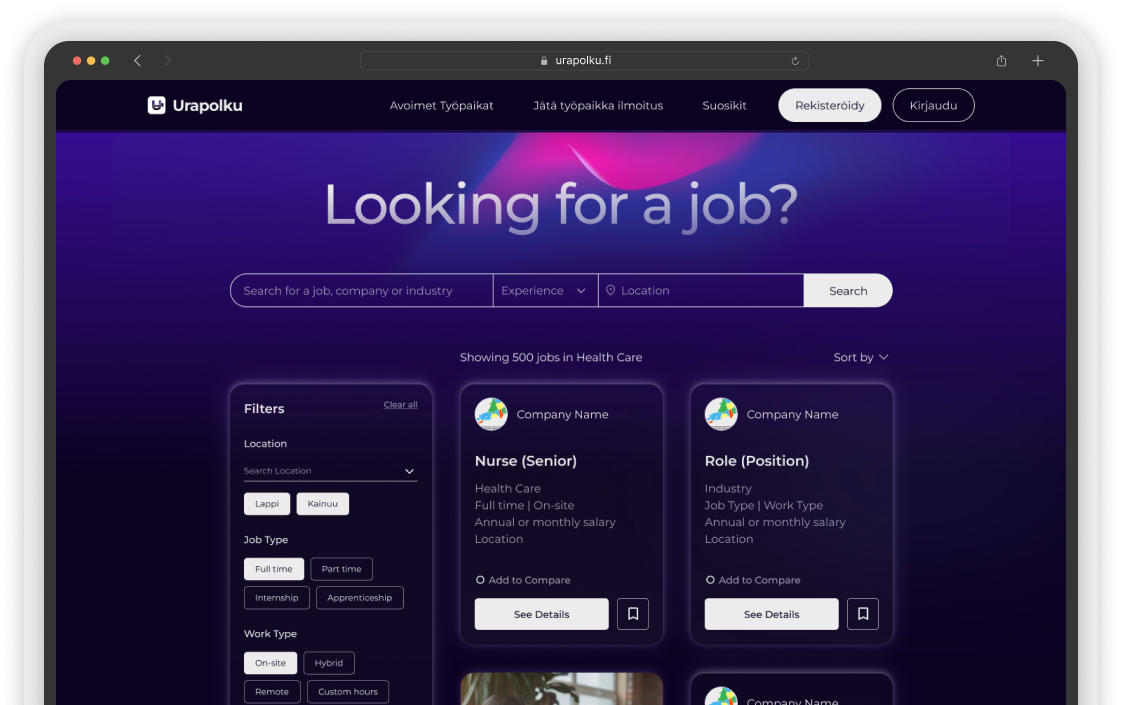 urapolku.fi
Urapolku
Avoimet Työpaikat
Jätä työpaikka ilmoitus
Suosikit
Rekisteröidy
Kirjaudu
Looking for a job?
Search for a job, company or industry
Experience
Location
Search
Showing 500 jobs in Health Care
Sort by
Filters
Clear all
Location
Search Location
Lappi
Kainuu
Job Type
Full time
Part time
Internship
Apprenticeship
Work Type
On-site
Hybrid
Remote
Custom hours
Company Name
Nurse (Senior)
Health Care
Full time | On-site
Annual or monthly salary
Location
Add to Compare
See Details
Company Name
Role (Position)
Industry
Job Type | Work Type
Annual or monthly salary
Location
Add to Compare
See Details
Company Name